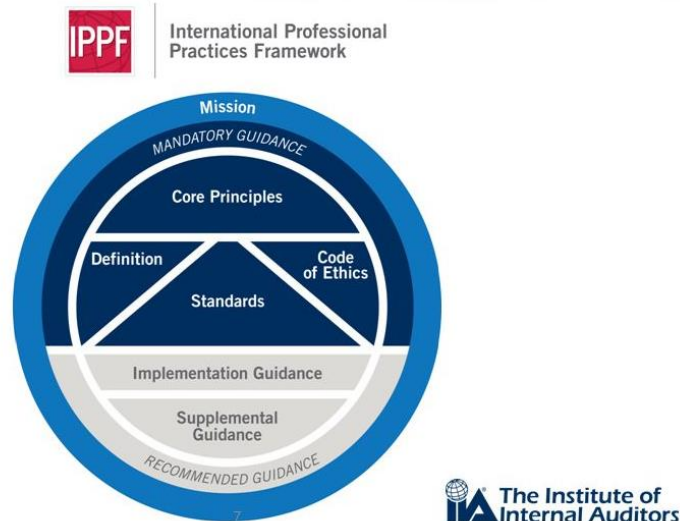 IPPF
International Professional
Practices Framework
Mission
MANDATORY GUIDANCE
Core Principles
Definition
Code
of Ethics
Standards
Implementation Guidance
Supplemental
Guidance
RECOMMENDED GUIDANCE
7
IIA
The Institute of
Internal Auditors